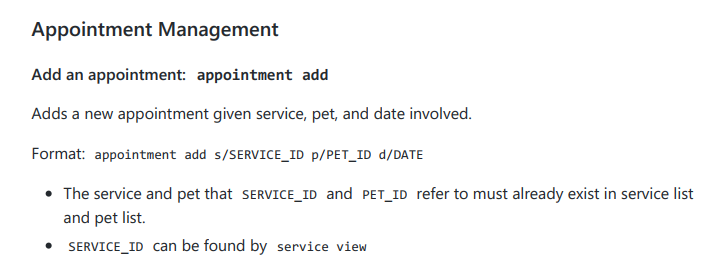 Appointment Management
Add an appointment: appointment add
Adds a new appointment given service, pet, and date involved.
Format: appointment add s/SERVICE_ID p/PET_ID d/DATE
• The service and pet that SERVICE_ID and PET_ID refer to must already exist in service list
and pet list.
• SERVICE_ID can be found by service view